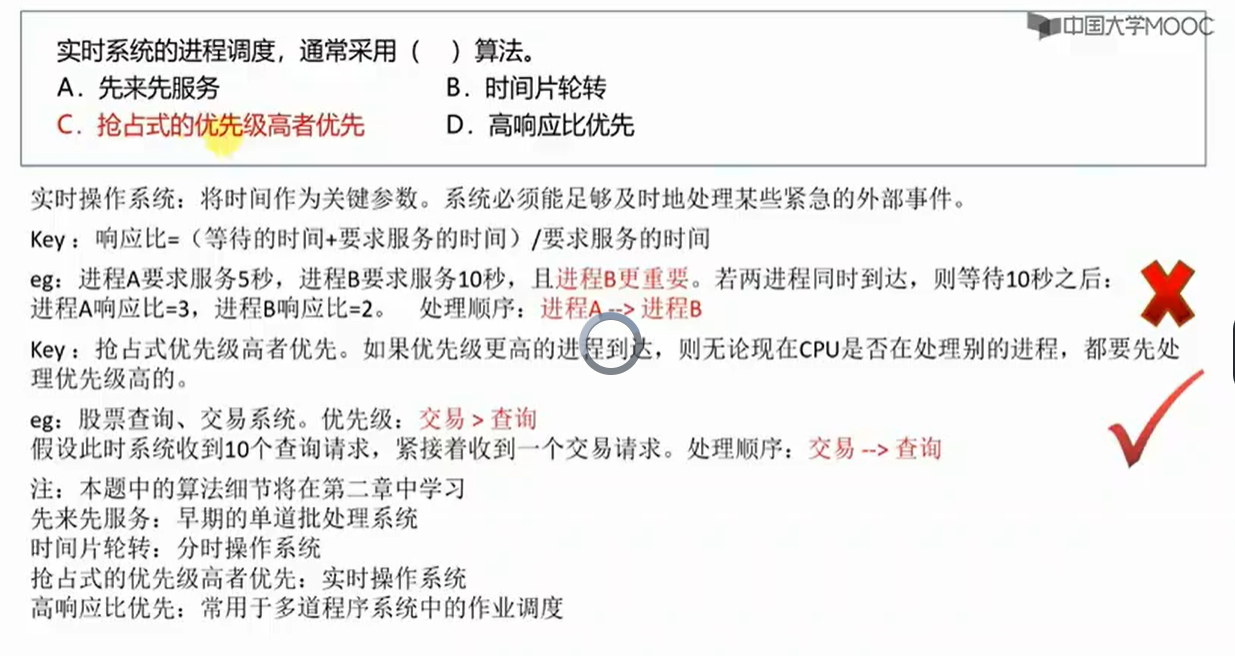 中国大学MOOC
实时系统的进程调度，通常采用（ ）算法。
A．先来先服务 B．时间片轮转
C．抢占式的优先级高者优先 D．高响应比优先
实时操作系统：将时间作为关键参数。系统必须能足够及时地处理某些紧急的外部事件。
Key：响应比=（等待的时间+要求服务的时间）/要求服务的时间
eg：进程A要求服务5秒，进程B要求服务10秒，且进程B更重要。若两进程同时到达，则等待10秒之后：
进程A响应比=3，进程B响应比=2。 处理顺序：进程A --> 进程B
Key：抢占式优先级高者优先。如果优先级更高的进程到达，则无论现在CPU是否在处理别的进程，都要先处
理优先级高的。
eg：股票查询、交易系统。优先级：交易 > 查询
假设此时系统收到10个查询请求，紧接着收到一个交易请求。处理顺序：交易 --> 查询
注：本题中的算法细节将在第二章中学习
先来先服务：早期的单道批处理系统
时间片轮转：分时操作系统
抢占式的优先级高者优先：实时操作系统
高响应比优先：常用于多道程序系统中的作业调度